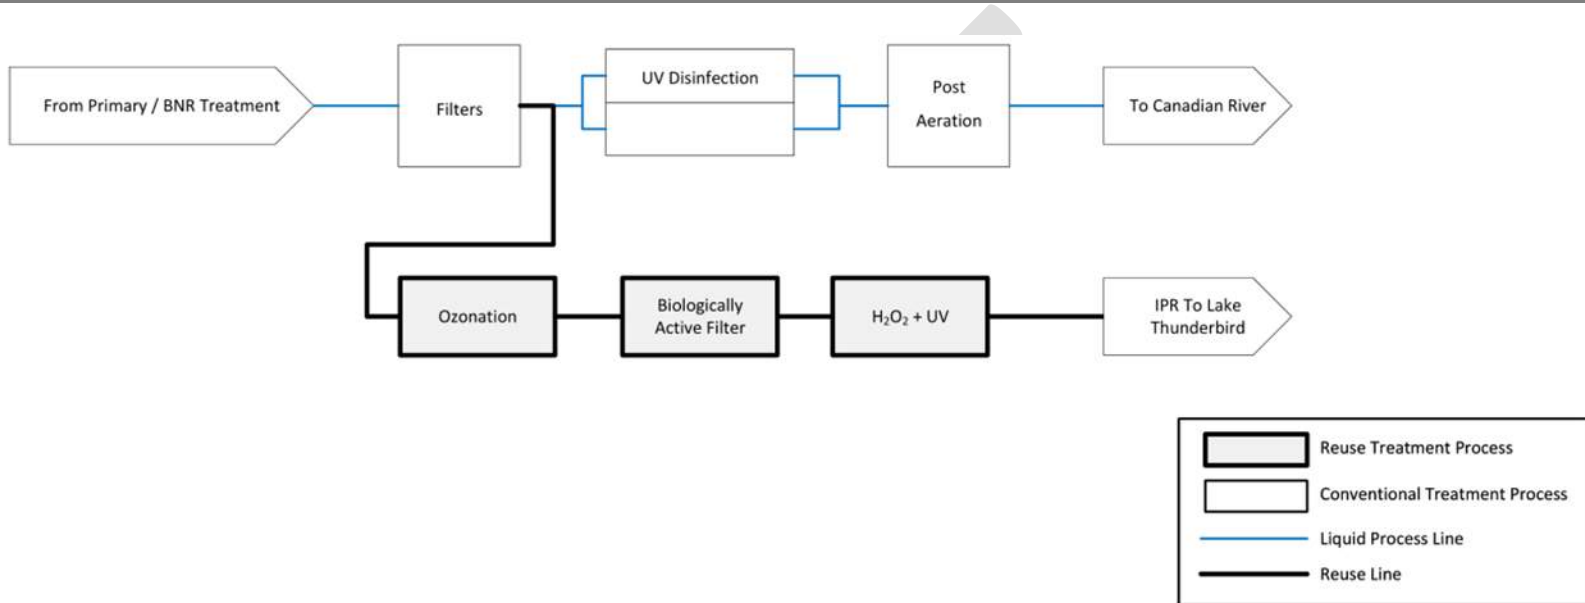 From Primary / BNR Treatment
Filters
UV Disinfection
Post
Aeration
To Canadian River
Ozonation
Biologically
Active Filter
H₂O₂ + UV
IPR To Lake
Thunderbird
Reuse Treatment Process
Conventional Treatment Process
Liquid Process Line
Reuse Line